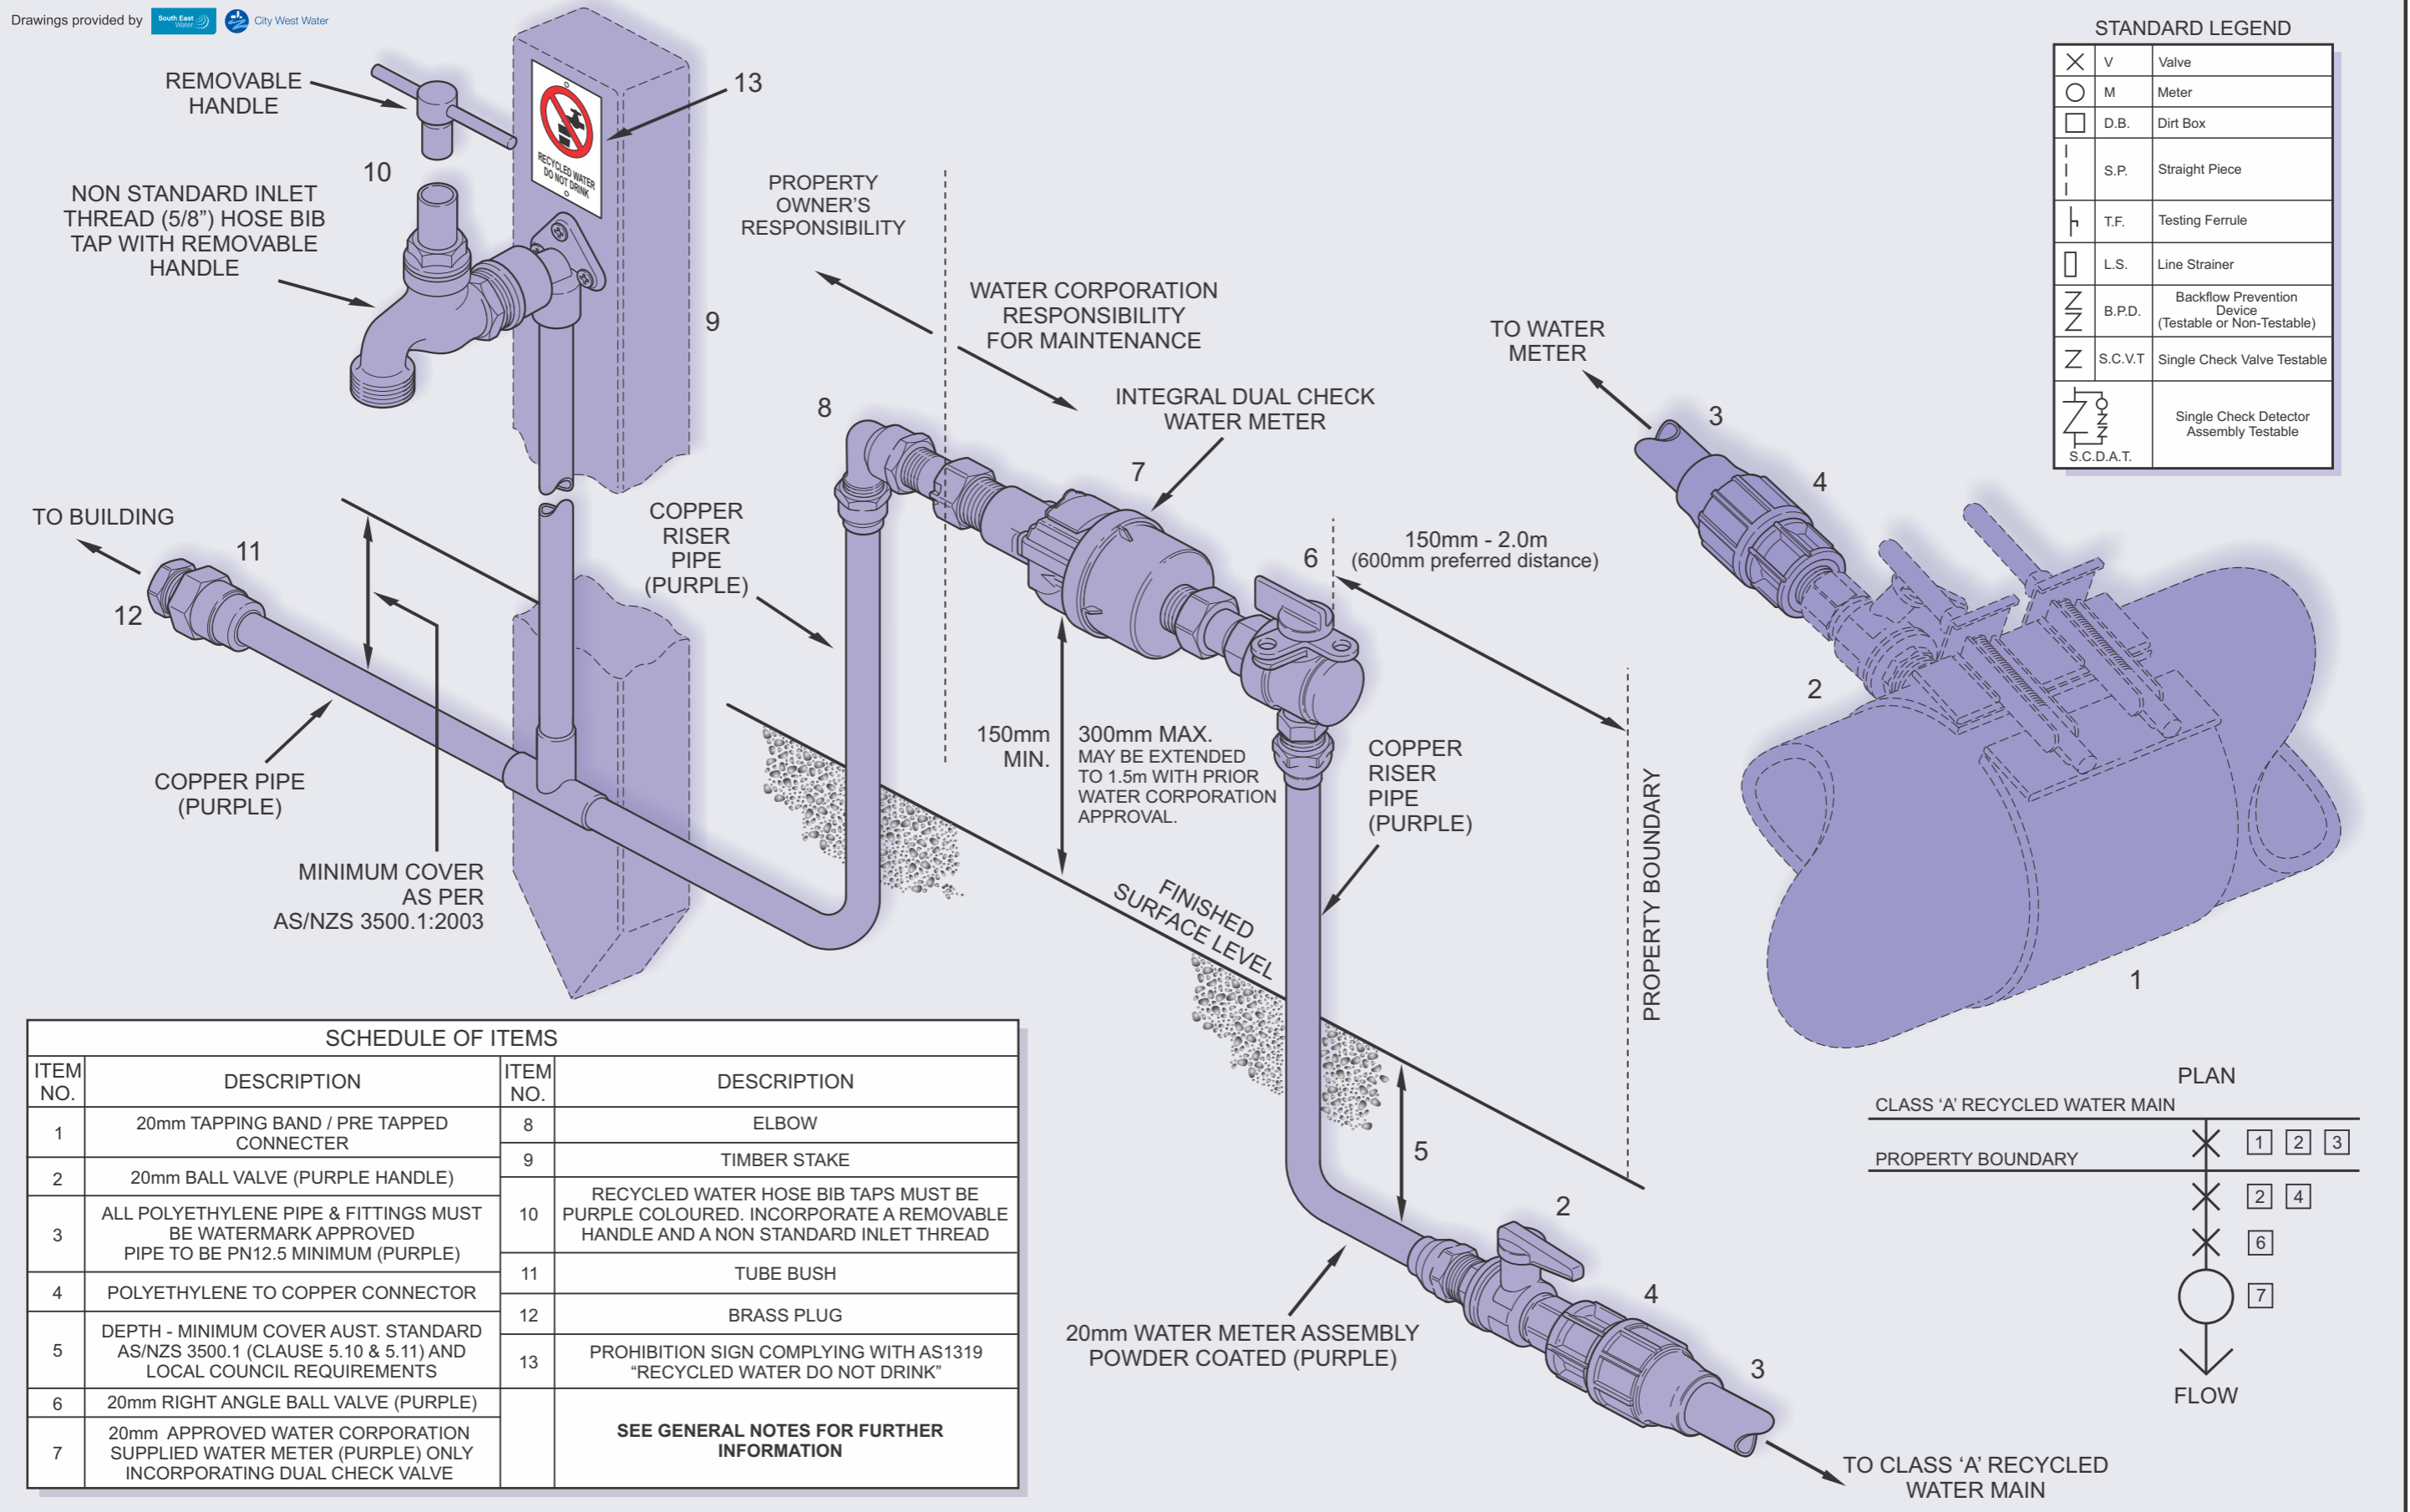 Drawings provided by South East Water City West Water
REMOVABLE
HANDLE
13
RECYCLED WATER
DO NOT DRINK
10
NON STANDARD INLET
THREAD (5/8”) HOSE BIB
TAP WITH REMOVABLE
HANDLE
9
PROPERTY
OWNER'S
RESPONSIBILITY
WATER CORPORATION
RESPONSIBILITY
FOR MAINTENANCE
INTEGRAL DUAL CHECK
WATER METER
8
7
6
150mm - 2.0m
(600mm preferred distance)
TO WATER
METER
3
4
2
1
TO BUILDING
11
12
COPPER
RISER
PIPE
(PURPLE)
COPPER PIPE
(PURPLE)
MINIMUM COVER
AS PER
AS/NZS 3500.1:2003
150mm
MIN.
300mm MAX.
MAY BE EXTENDED
TO 1.5m WITH PRIOR
WATER CORPORATION
APPROVAL.
COPPER
RISER
PIPE
(PURPLE)
FINISHED
SURFACE LEVEL
PROPERTY BOUNDARY
5
2
4
3
20mm WATER METER ASSEMBLY
POWDER COATED (PURPLE)
TO CLASS ‘A’ RECYCLED
WATER MAIN
STANDARD LEGEND
V Valve
M Meter
D.B. Dirt Box
S.P. Straight Piece
T.F. Testing Ferrule
L.S. Line Strainer
B.P.D. Backflow Prevention
Device
(Testable or Non-Testable)
S.C.V.T Single Check Valve Testable
S.C.D.A.T. Single Check Detector
Assembly Testable
PLAN
CLASS ‘A’ RECYCLED WATER MAIN
1 2 3
PROPERTY BOUNDARY
2 4
6
7
FLOW
SCHEDULE OF ITEMS
ITEM
NO.
DESCRIPTION
1 20mm TAPPING BAND / PRE TAPPED
CONNECTER
2 20mm BALL VALVE (PURPLE HANDLE)
3 ALL POLYETHYLENE PIPE & FITTINGS MUST
BE WATERMARK APPROVED
PIPE TO BE PN12.5 MINIMUM (PURPLE)
4 POLYETHYLENE TO COPPER CONNECTOR
5 DEPTH - MINIMUM COVER AUST. STANDARD
AS/NZS 3500.1 (CLAUSE 5.10 & 5.11) AND
LOCAL COUNCIL REQUIREMENTS
6 20mm RIGHT ANGLE BALL VALVE (PURPLE)
7 20mm APPROVED WATER CORPORATION
SUPPLIED WATER METER (PURPLE) ONLY
INCORPORATING DUAL CHECK VALVE
ITEM
NO.
DESCRIPTION
8 ELBOW
9 TIMBER STAKE
10 RECYCLED WATER HOSE BIB TAPS MUST BE
PURPLE COLOURED. INCORPORATE A REMOVABLE
HANDLE AND A NON STANDARD INLET THREAD
11 TUBE BUSH
12 BRASS PLUG
13 PROHIBITION SIGN COMPLYING WITH AS1319
“RECYCLED WATER DO NOT DRINK”
SEE GENERAL NOTES FOR FURTHER
INFORMATION